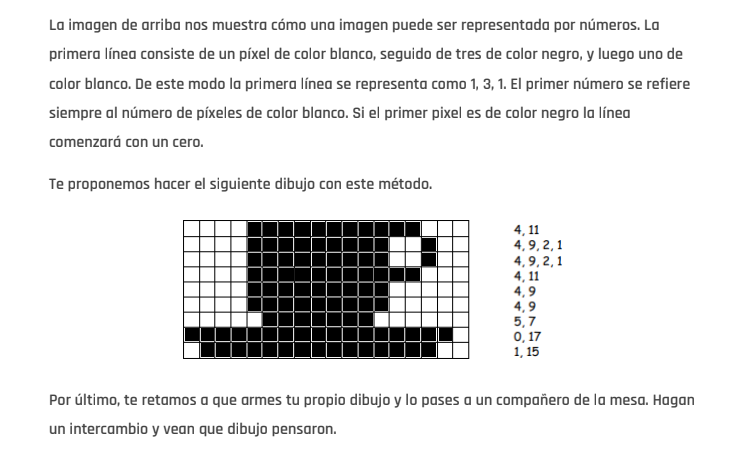 La imagen de arriba nos muestra cómo una imagen puede ser representada por números. La
primera línea consiste de un píxel de color blanco, seguido de tres de color negro, y luego uno de
color blanco. De este modo la primera línea se representa como 1, 3, 1. El primer número se refiere
siempre al número de píxeles de color blanco. Si el primer pixel es de color negro la línea
comenzará con un cero.
Te proponemos hacer el siguiente dibujo con este método.
4, 11
4, 9, 2, 1
4, 9, 2, 1
4, 11
4, 9
4, 9
5, 7
0, 17
1, 15
Por último, te retamos a que armes tu propio dibujo y lo pases a un compañero de la mesa. Hagan
un intercambio y vean que dibujo pensaron.